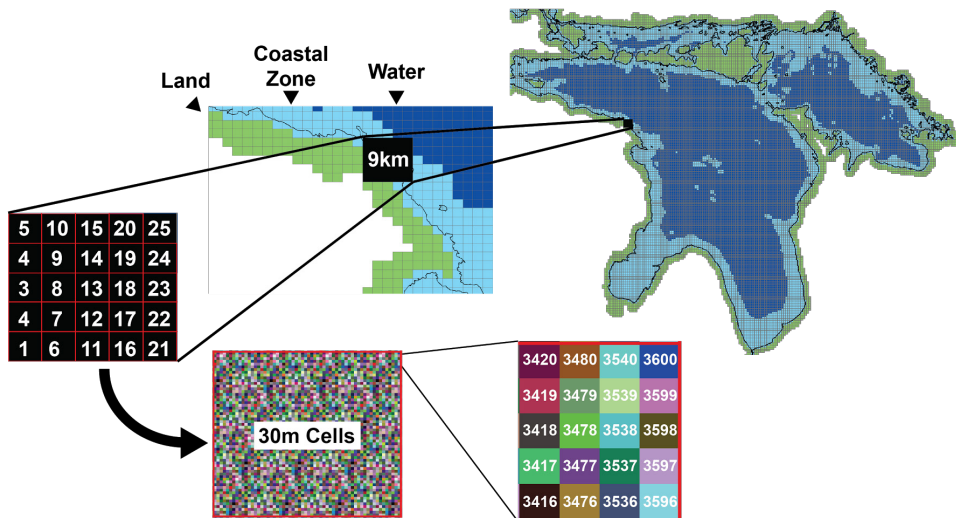 Land
Coastal
Zone
Water
9km
5 10 15 20 25
4 9 14 19 24
3 8 13 18 23
4 7 12 17 22
1 6 11 16 21
30m Cells
3420 3480 3540 3600
3419 3479 3539 3599
3418 3478 3538 3598
3417 3477 3537 3597
3416 3476 3536 3596